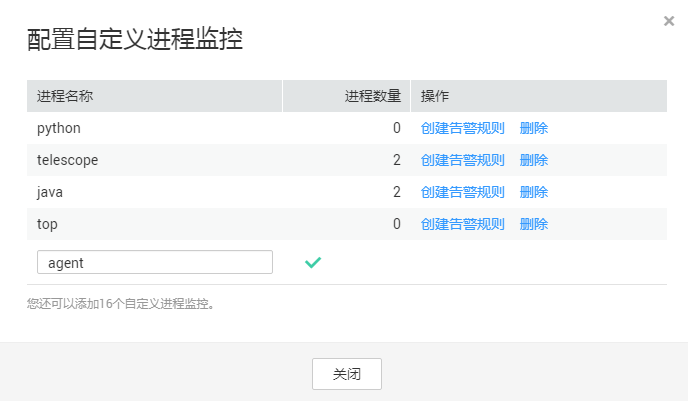 配置自定义进程监控
进程名称 进程数量 操作
python 0 创建告警规则 删除
telescope 2 创建告警规则 删除
java 2 创建告警规则 删除
top 0 创建告警规则 删除
agent
您还可以添加16个自定义进程监控。
关闭